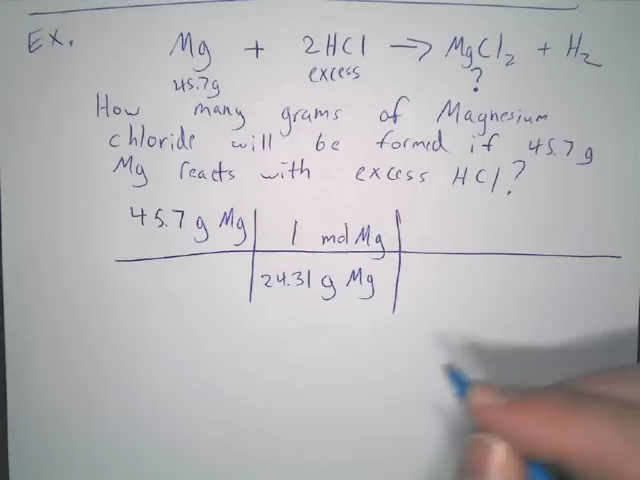 Ex. Mg + 2HCl → MgCl₂ + H₂
45.7g excess ?
How many grams of Magnesium
chloride will be formed if 45.7g
Mg reacts with excess HCl?
45.7 g Mg | 1 mol Mg |
24.31 g Mg